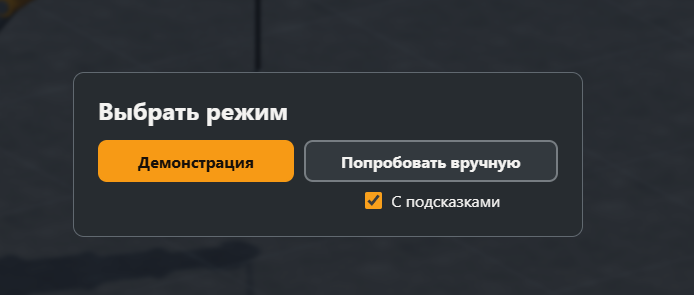 Выбрать режим
Демонстрация
Попробовать вручную
С подсказками